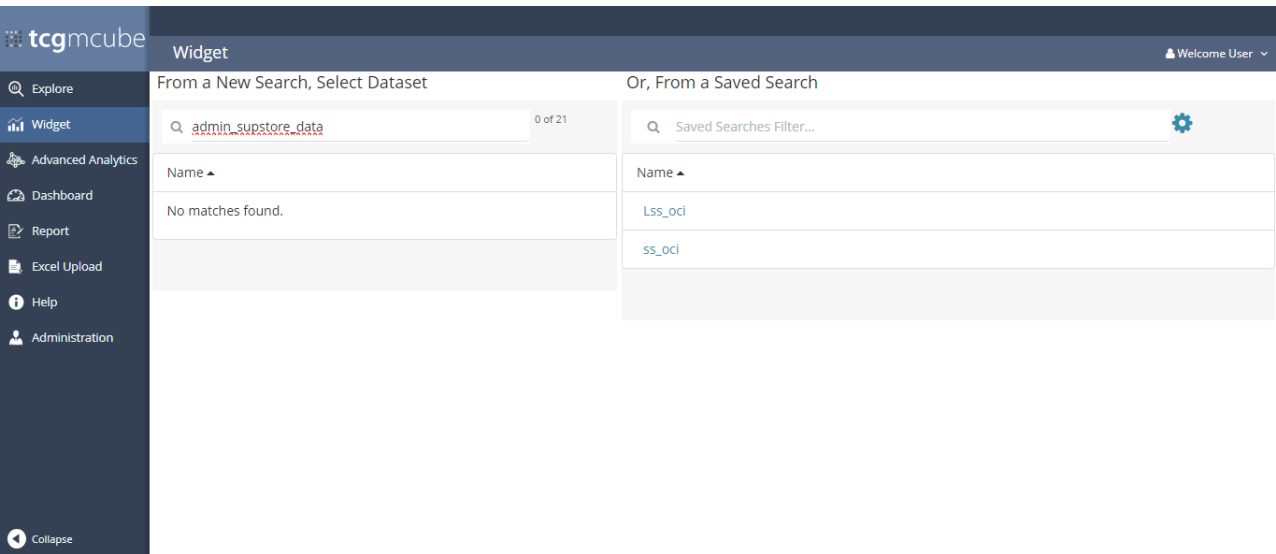 tcgmcube
Widget
Welcome User
Explore
Widget
Advanced Analytics
Dashboard
Report
Excel Upload
Help
Administration
Collapse
From a New Search, Select Dataset
admin_supstore_data
0 of 21
Name
No matches found.
Or, From a Saved Search
Saved Searches Filter...
Name
Lss_oci
ss_oci